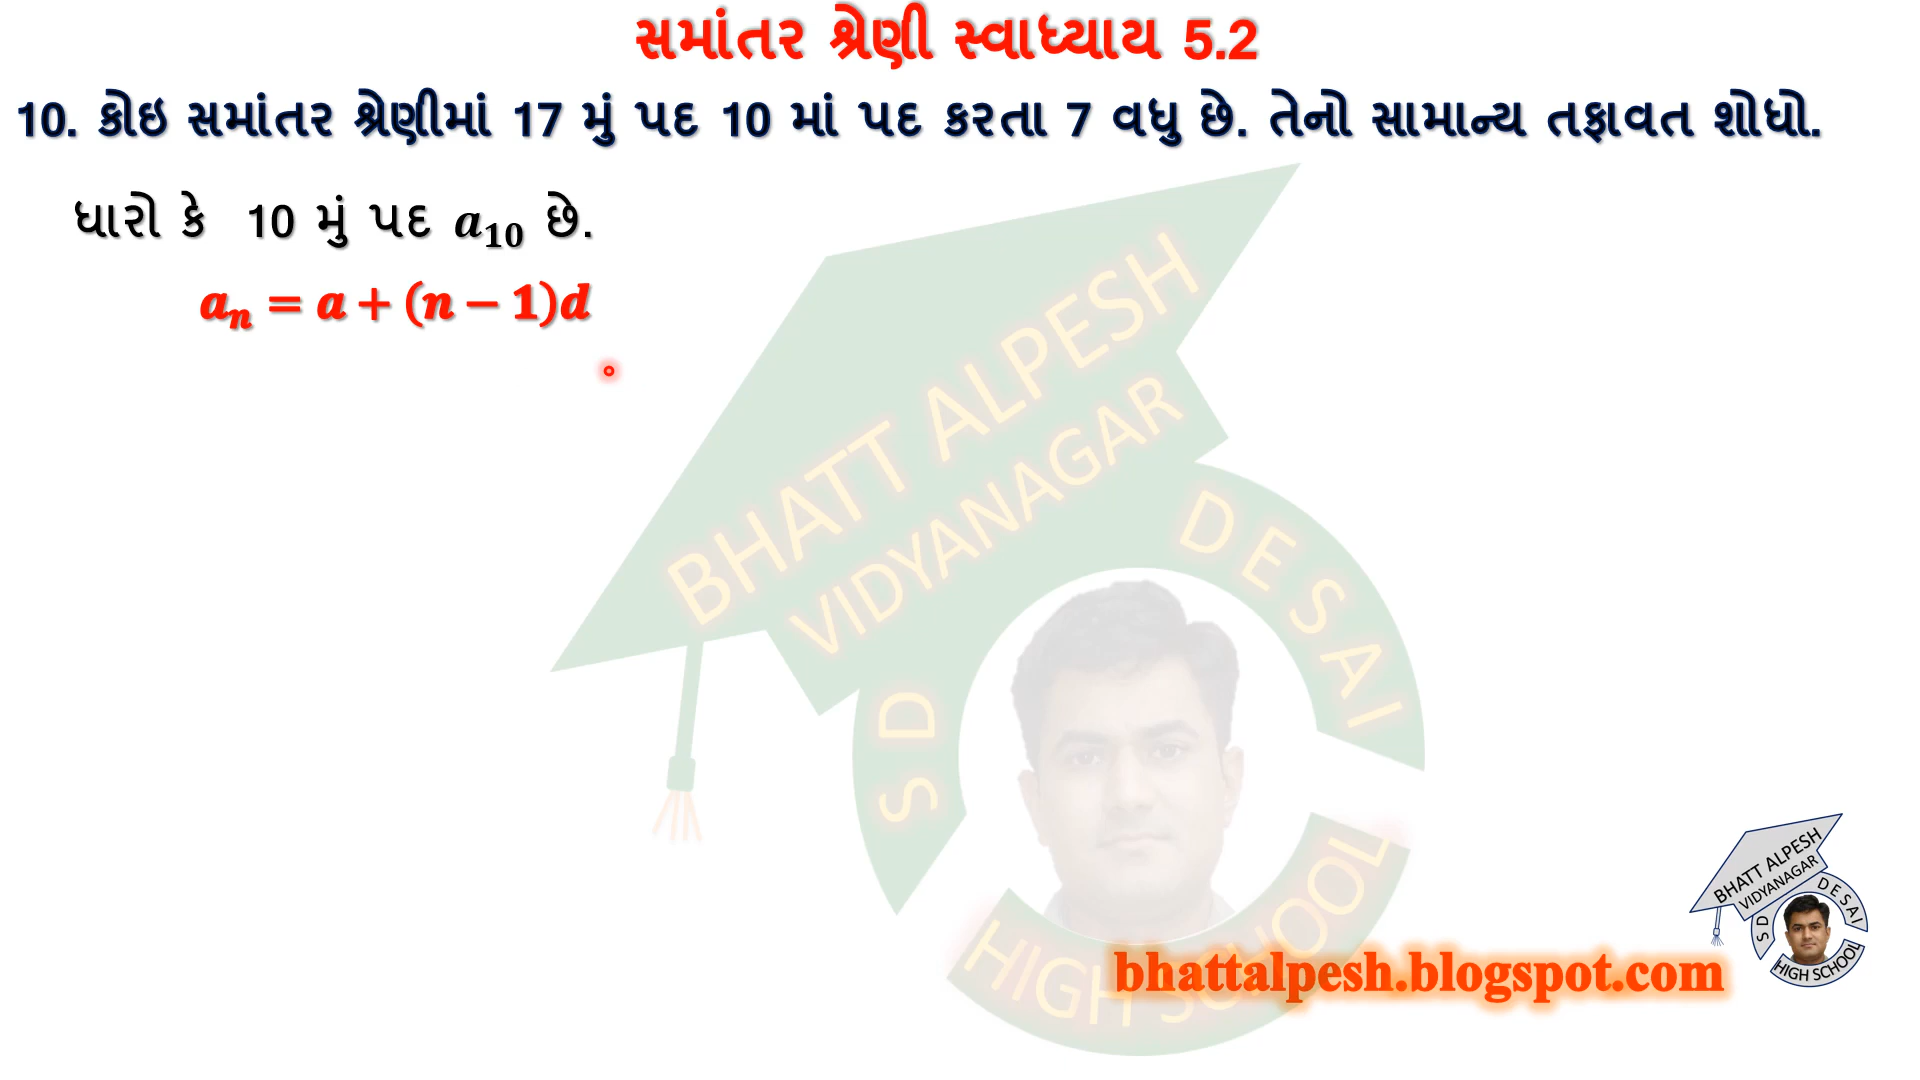 સમાંતર શ્રેણી સ્વાધ્યાય 5.2
10. કોઇ સમાંતર શ્રેણીમાં 17 મું પદ 10 માં પદ કરતા 7 વધુ છે. તેનો સામાન્ય તફાવત શોધો.
ધારો કે 10 મું પદ a₁₀ છે.
aₙ = a + (n − 1)d
BHATT ALPESH
VIDYANAGAR
S D DESAI
HIGH SCHOOL
BHATT ALPESH
VIDYANAGAR
S D DESAI
HIGH SCHOOL
bhattalpesh.blogspot.com